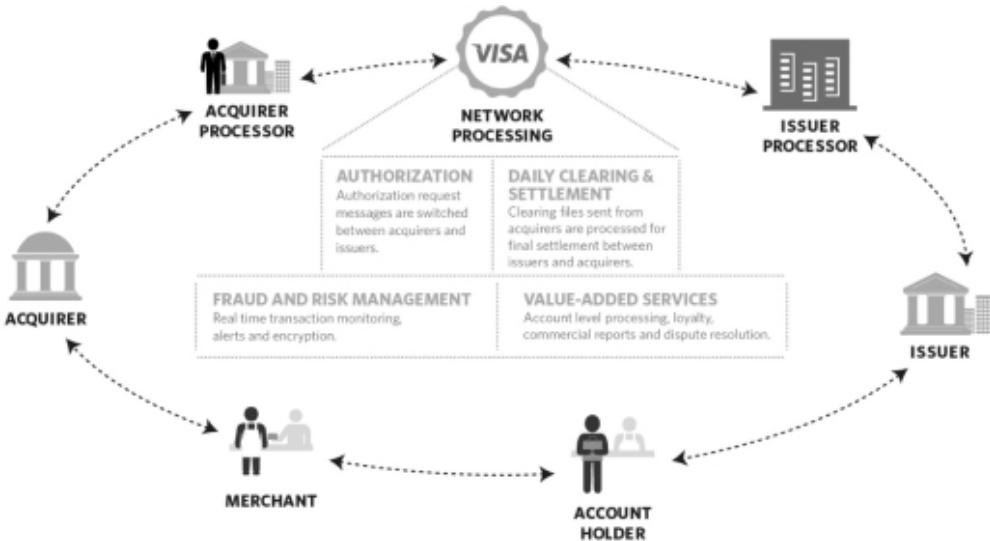 VISA
ACQUIRER
PROCESSOR
NETWORK
PROCESSING
ISSUER
PROCESSOR
AUTHORIZATION
Authorization request
messages are switched
between acquirers and
issuers.
DAILY CLEARING &
SETTLEMENT
Clearing files sent from
acquirers are processed for
final settlement between
issuers and acquirers.
FRAUD AND RISK MANAGEMENT
Real time transaction monitoring,
alerts and encryption.
VALUE-ADDED SERVICES
Account level processing, loyalty,
commercial reports and dispute resolution.
ACQUIRER
ISSUER
MERCHANT
ACCOUNT
HOLDER